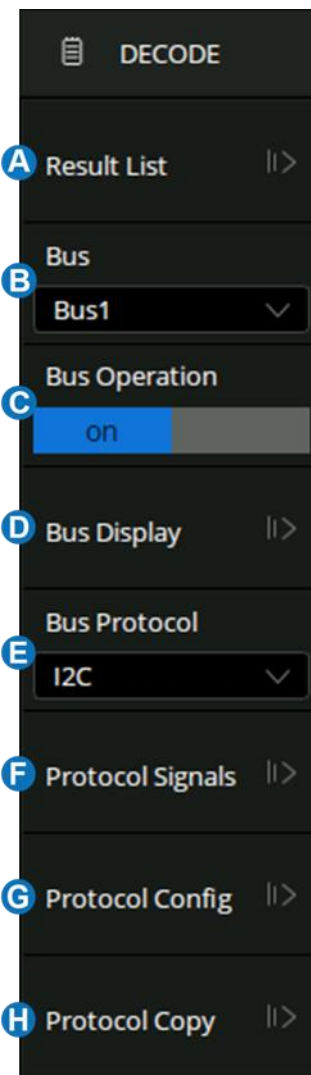 DECODE
A Result List
Bus
B
Bus1
Bus Operation
C
on
D Bus Display
Bus Protocol
E
I2C
F Protocol Signals
G Protocol Config
H Protocol Copy